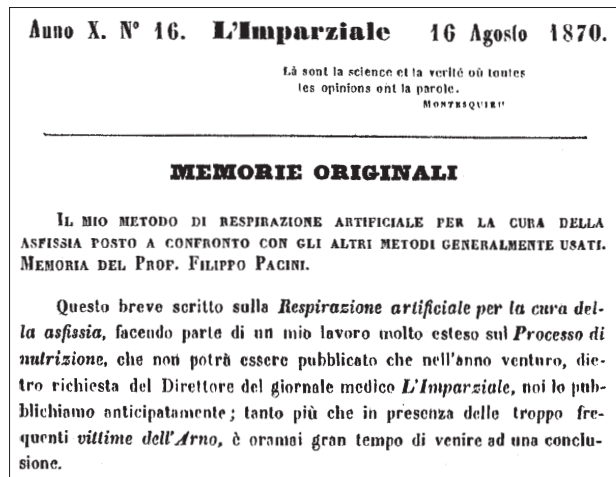 Anno X. Nº 16. L'Imparziale 16 Agosto 1870.
Là sont la science et la verité où toutes
les opinions ont la parole.
MONTESQUIEU
MEMORIE ORIGINALI
IL MIO METODO DI RESPIRAZIONE ARTIFICIALE PER LA CURA DELLA
ASFISSIA POSTO A CONFRONTO CON GLI ALTRI METODI GENERALMENTE USATI.
MEMORIA DEL PROF. FILIPPO PACINI.
Questo breve scritto sulla Respirazione artificiale per la cura del-
la asfissia, facendo parte di un mio lavoro molto esteso sul Processo di
nutrizione, che non potrà essere pubblicato che nell'anno venturo, die-
tro richiesta del Direttore del giornale medico L'Imparziale, noi lo pub-
blichiamo anticipatamente; tanto più che in presenza delle troppo fre-
quenti vittime dell'Arno, è oramai gran tempo di venire ad una conclu-
sione.